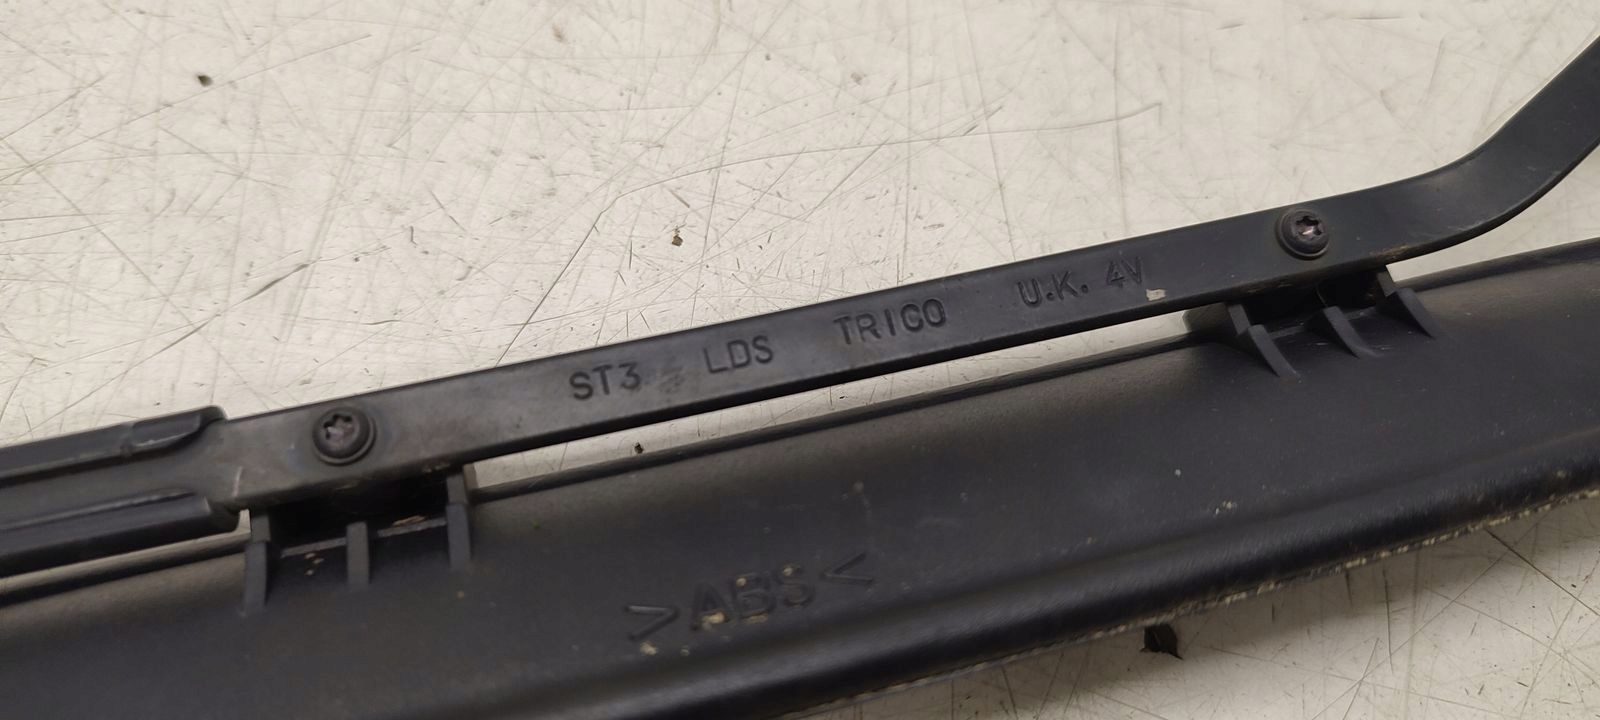 ST3 LDS TRICO U.K. 4V
>ABS<